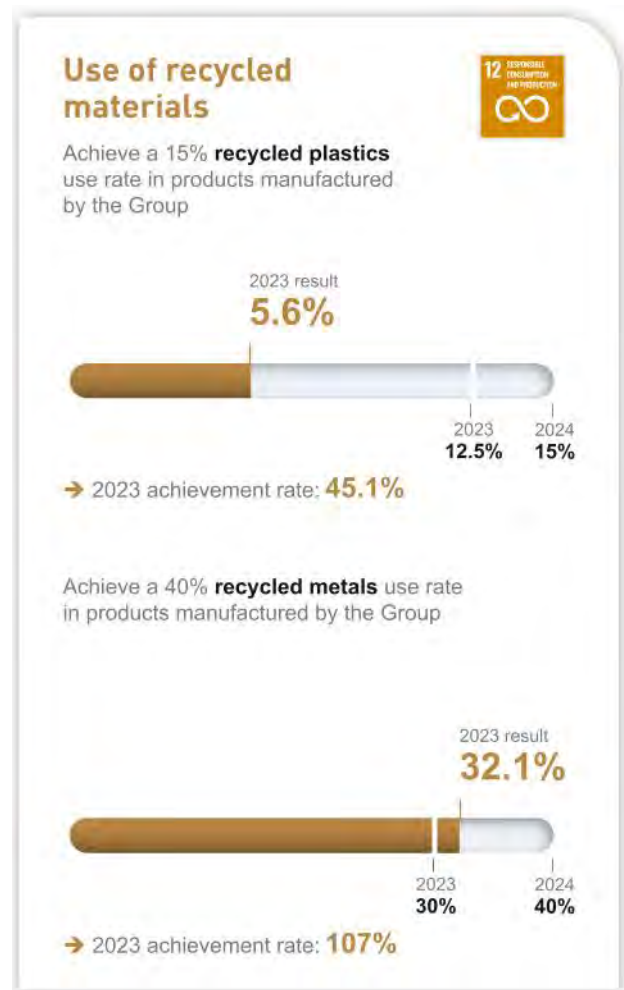 Use of recycled
materials
12 RESPONSIBLE
CONSUMPTION
AND PRODUCTION
Achieve a 15% recycled plastics
use rate in products manufactured
by the Group
2023 result
5.6%
2023
12.5%
2024
15%
➔ 2023 achievement rate: 45.1%
Achieve a 40% recycled metals use rate
in products manufactured by the Group
2023 result
32.1%
2023
30%
2024
40%
➔ 2023 achievement rate: 107%